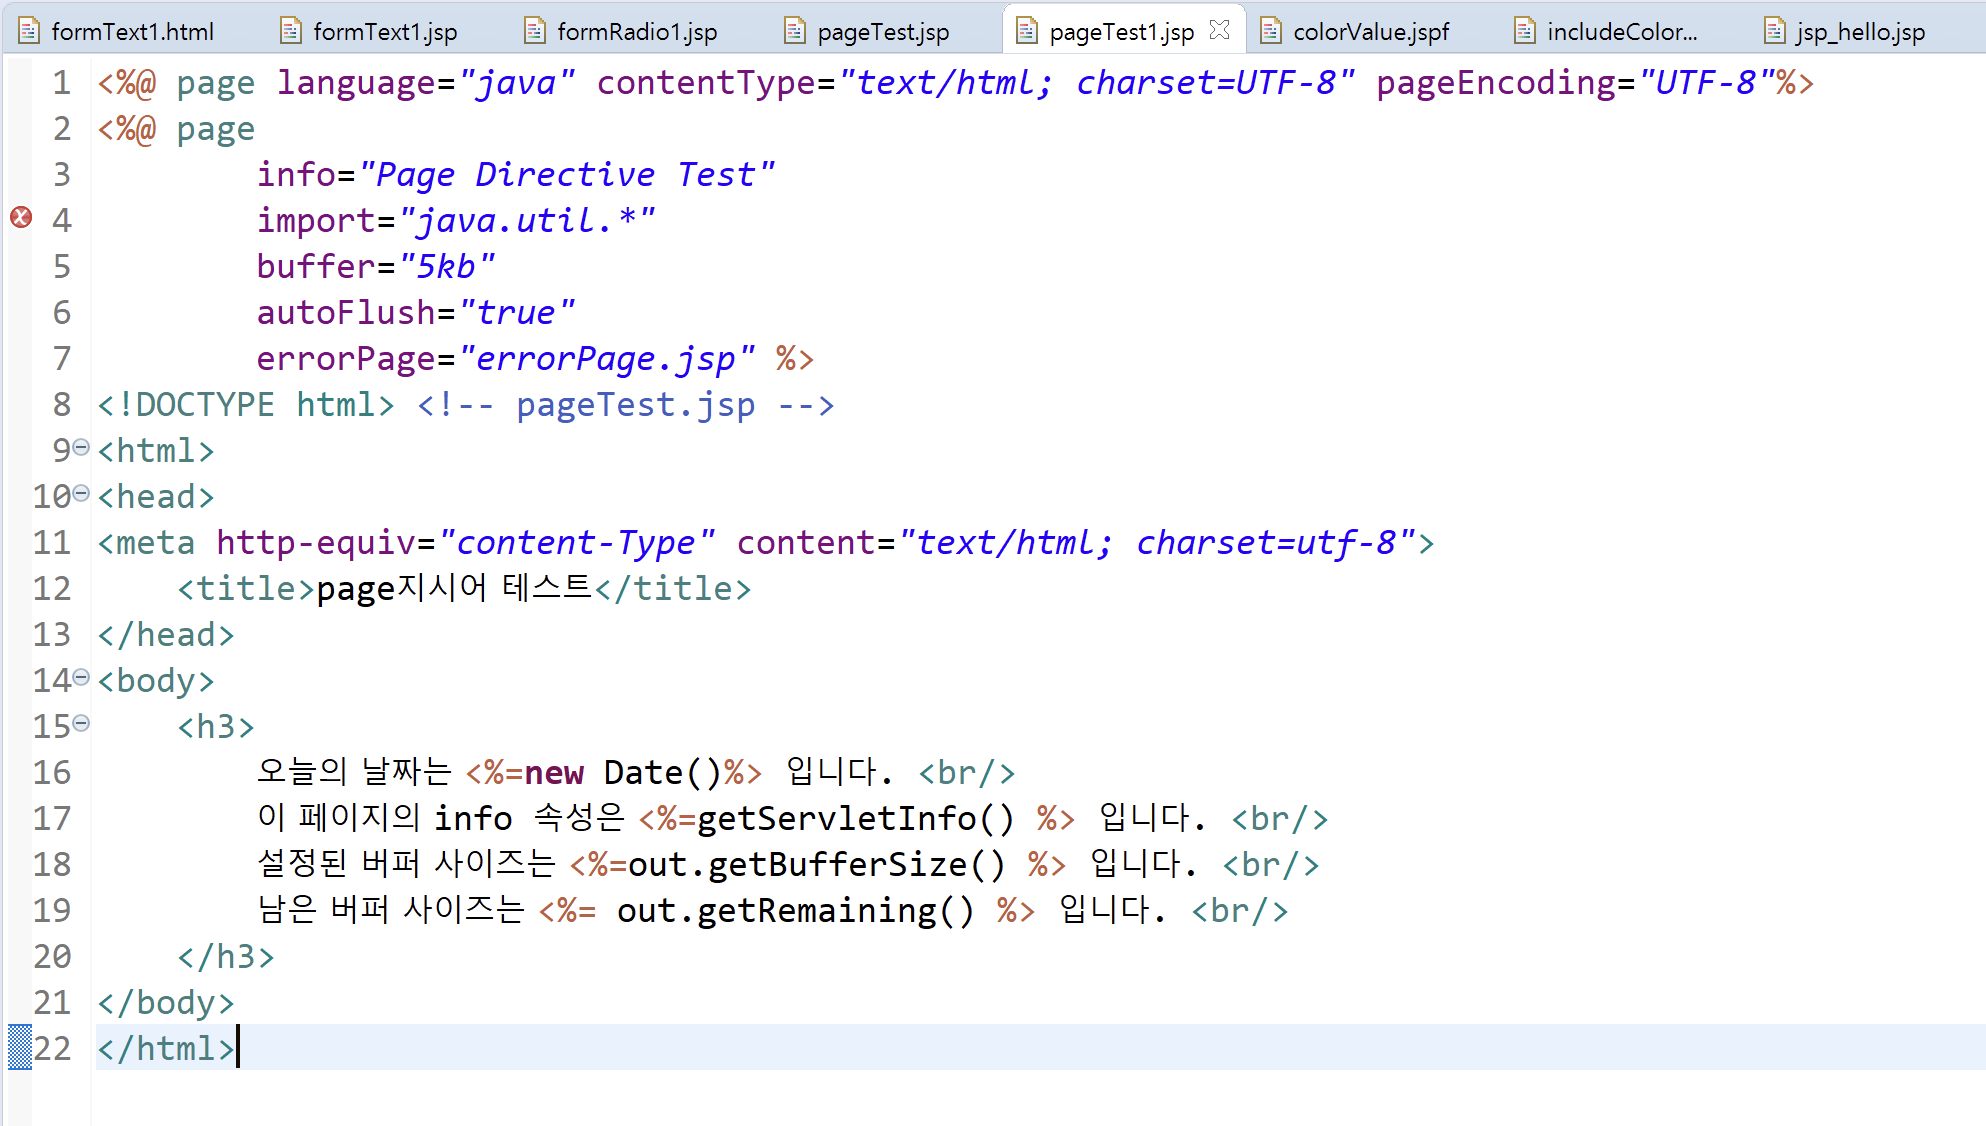 formText1.html formText1.jsp formRadio1.jsp pageTest.jsp pageTest1.jsp colorValue.jspf includeColor... jsp_hello.jsp
1 <%@ page language="java" contentType="text/html; charset=UTF-8" pageEncoding="UTF-8"%>
2 <%@ page
3 info="Page Directive Test"
4 import="java.util.*"
5 buffer="5kb"
6 autoFlush="true"
7 errorPage="errorPage.jsp" %>
8 <!DOCTYPE html> <!-- pageTest.jsp -->
9 <html>
10 <head>
11 <meta http-equiv="content-Type" content="text/html; charset=utf-8">
12 <title>page지시어 테스트</title>
13 </head>
14 <body>
15 <h3>
16 오늘의 날짜는 <%=new Date()%> 입니다. <br/>
17 이 페이지의 info 속성은 <%=getServletInfo() %> 입니다. <br/>
18 설정된 버퍼 사이즈는 <%=out.getBufferSize() %> 입니다. <br/>
19 남은 버퍼 사이즈는 <%= out.getRemaining() %> 입니다. <br/>
20 </h3>
21 </body>
22 </html>